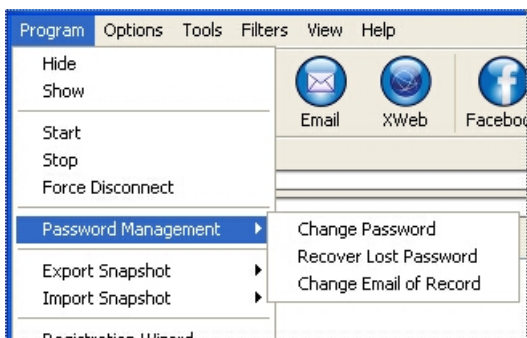 Program Options Tools Filters View Help
Hide
Show
Email XWeb Faceboo
Start
Stop
Force Disconnect
Password Management
Change Password
Recover Lost Password
Change Email of Record
Export Snapshot
Import Snapshot